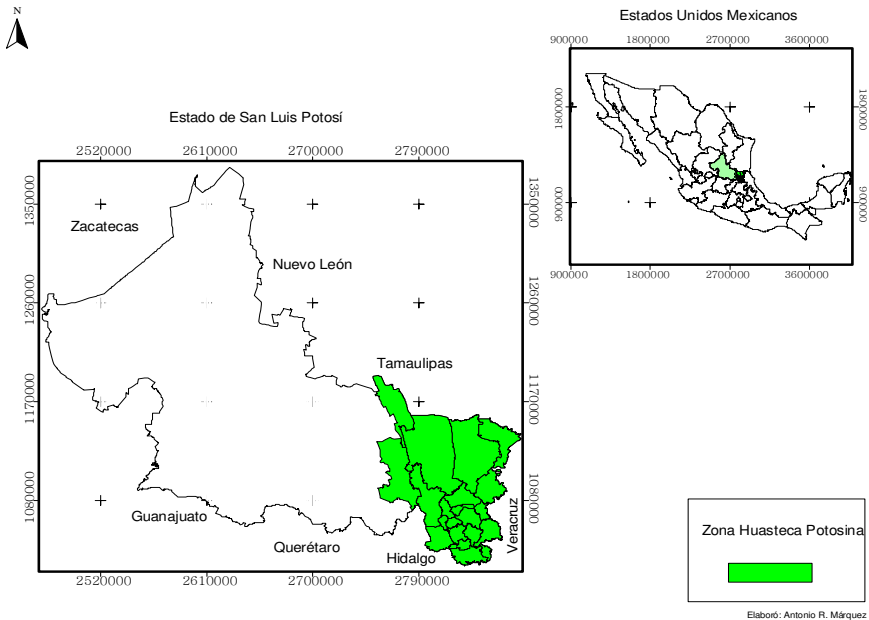 N
Estados Unidos Mexicanos
900000 1800000 2700000 3600000
1800000 1800000
900000 900000
900000 1800000 2700000 3600000
Estado de San Luis Potosí
2520000 2610000 2700000 2790000
1350000 1350000
Zacatecas
Nuevo León
1260000 1260000
Tamaulipas
1170000 1170000
1080000 1080000
Guanajuato
Querétaro
Hidalgo
Veracruz
2520000 2610000 2700000 2790000
Zona Huasteca Potosina
Elaboró: Antonio R. Márquez